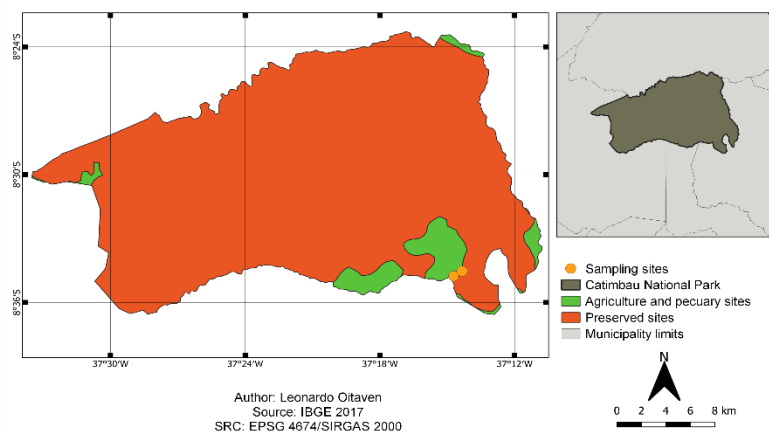 8°24'S
8°30'S
8°36'S
37°30'W
37°24'W
37°18'W
37°12'W
Sampling sites
Catimbau National Park
Agriculture and pecuary sites
Preserved sites
Municipality limits
N
0 2 4 6 8 km
Author: Leonardo Oitaven
Source: IBGE 2017
SRC: EPSG 4674/SIRGAS 2000